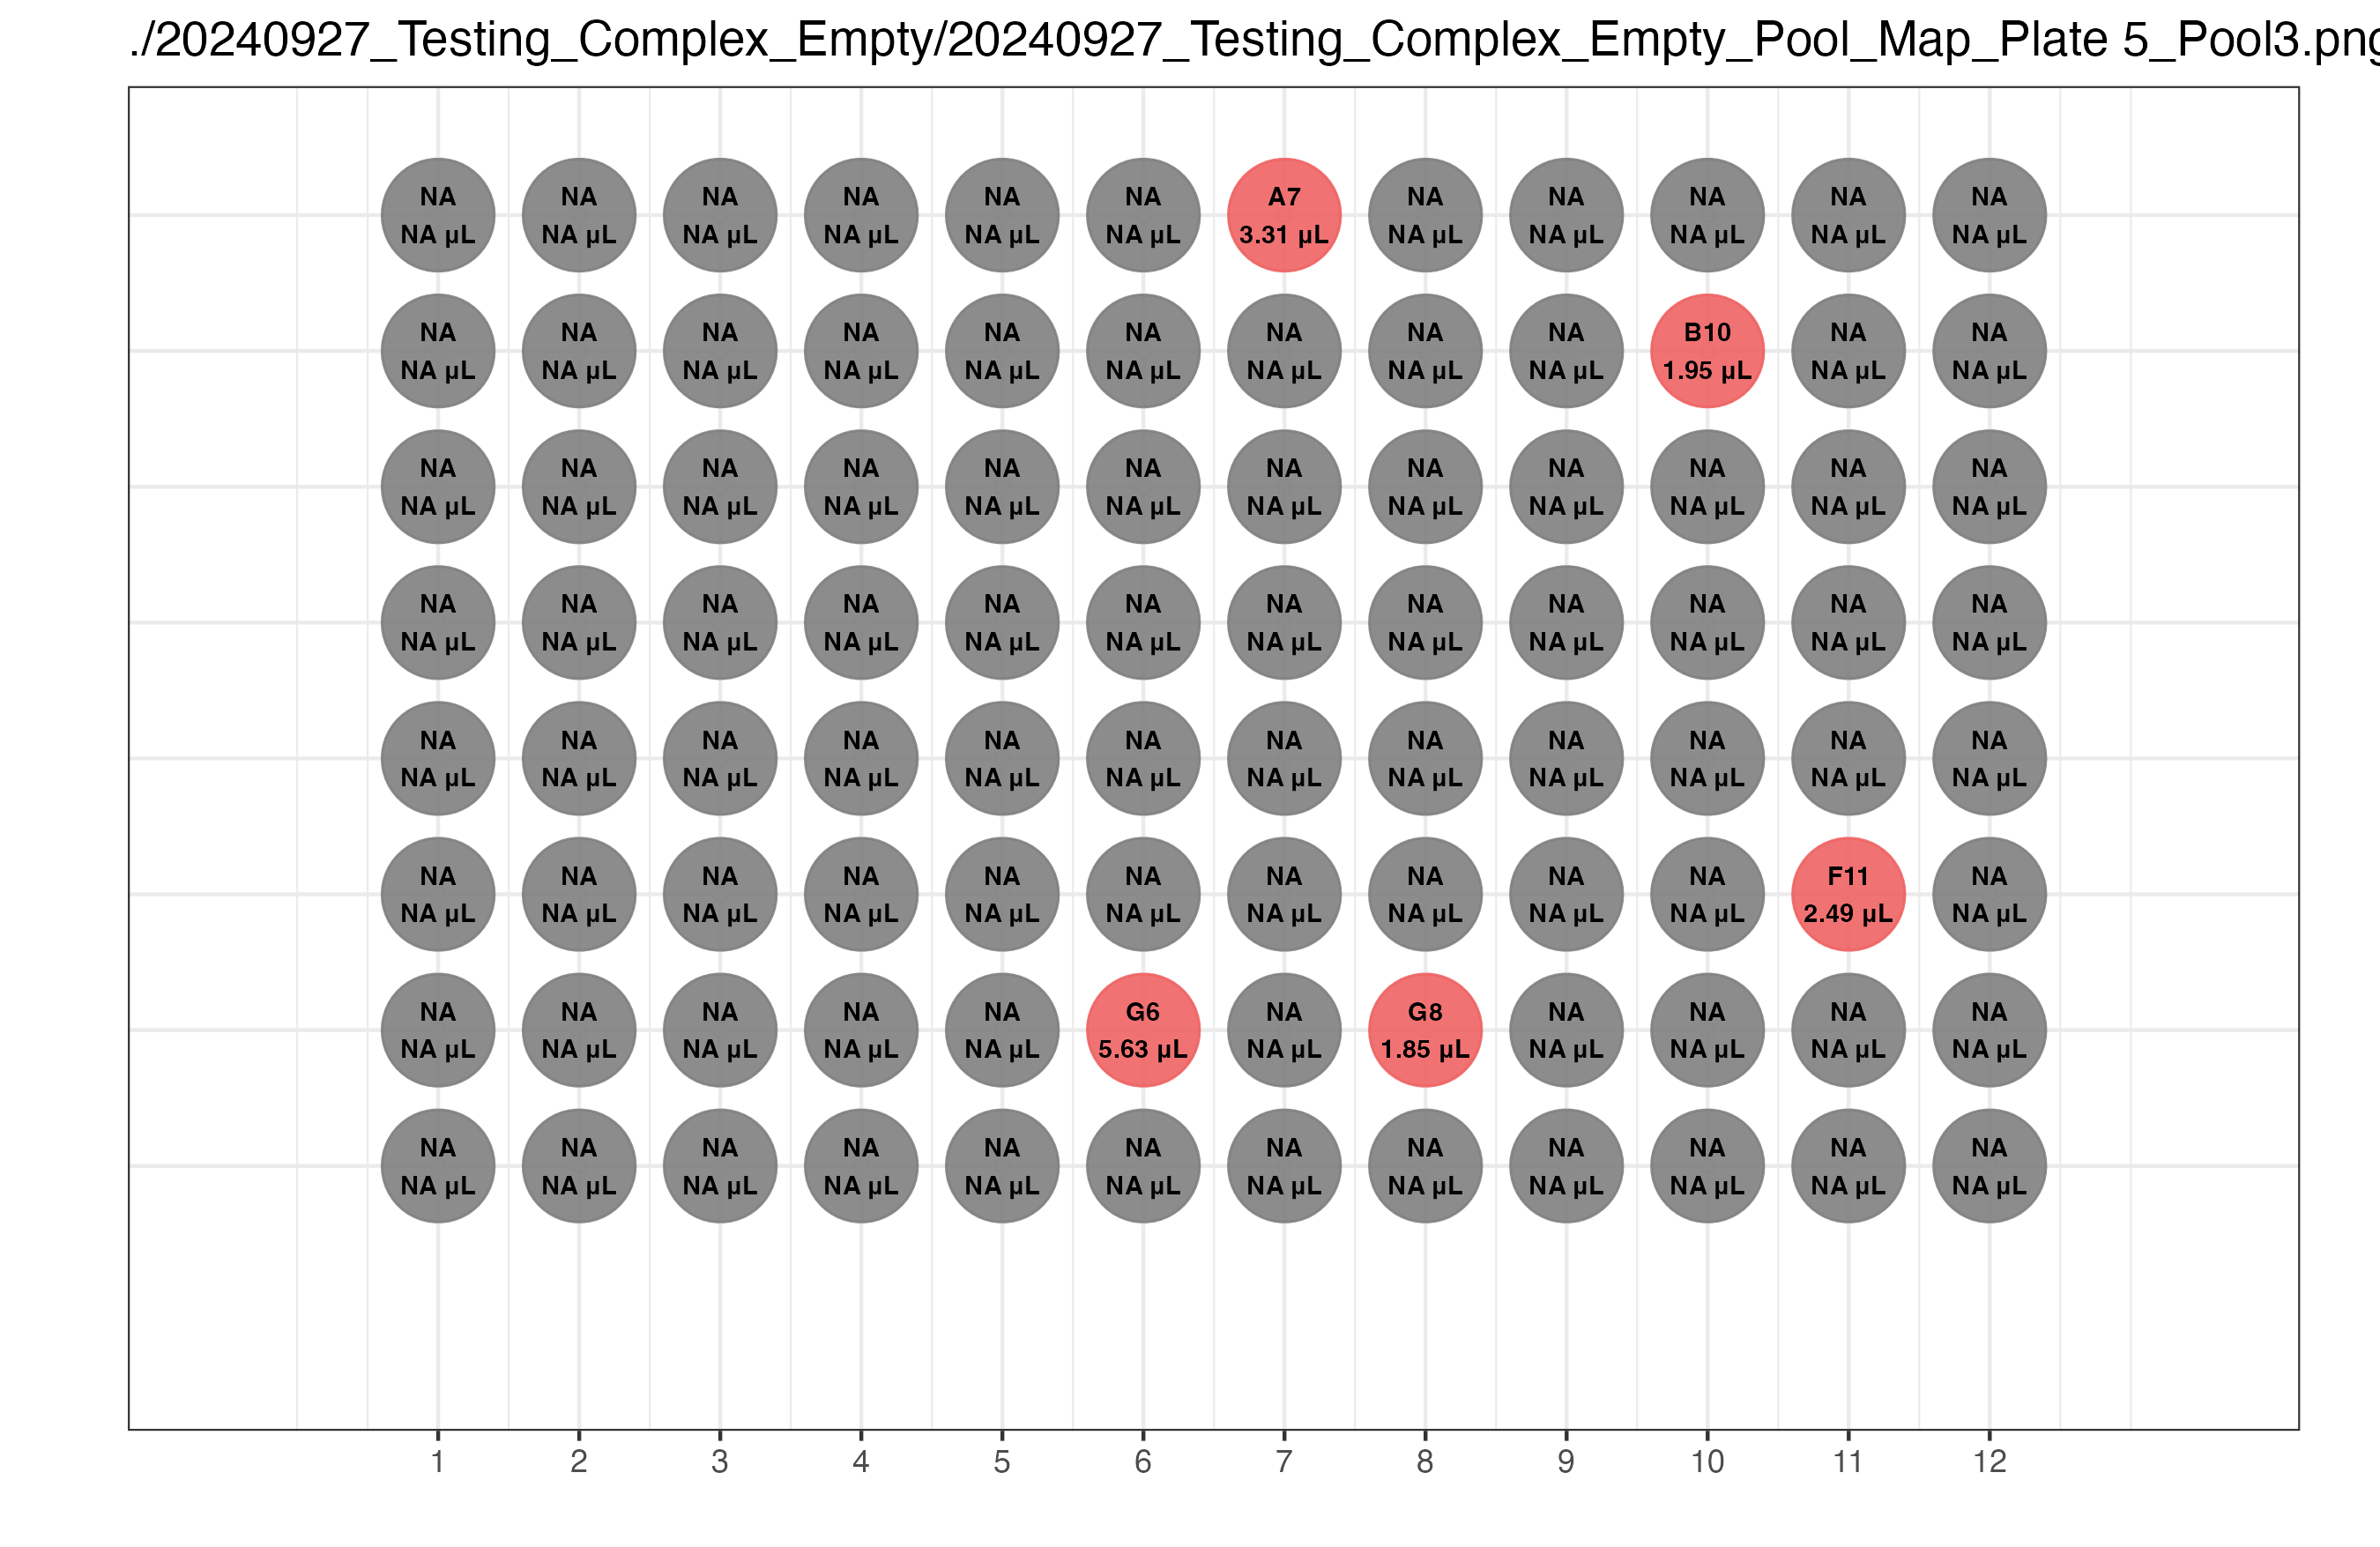 ./20240927_Testing_Complex_Empty/20240927_Testing_Complex_Empty_Pool_Map_Plate 5_Pool3.png
NA NA NA NA NA NA A7 NA NA NA NA NA
NA µL NA µL NA µL NA µL NA µL NA µL 3.31 µL NA µL NA µL NA µL NA µL NA µL
NA NA NA NA NA NA NA NA NA B10 NA NA
NA µL NA µL NA µL NA µL NA µL NA µL NA µL NA µL NA µL 1.95 µL NA µL NA µL
NA NA NA NA NA NA NA NA NA NA NA NA
NA µL NA µL NA µL NA µL NA µL NA µL NA µL NA µL NA µL NA µL NA µL NA µL
NA NA NA NA NA NA NA NA NA NA NA NA
NA µL NA µL NA µL NA µL NA µL NA µL NA µL NA µL NA µL NA µL NA µL NA µL
NA NA NA NA NA NA NA NA NA NA NA NA
NA µL NA µL NA µL NA µL NA µL NA µL NA µL NA µL NA µL NA µL NA µL NA µL
NA NA NA NA NA NA NA NA NA NA F11 NA
NA µL NA µL NA µL NA µL NA µL NA µL NA µL NA µL NA µL NA µL 2.49 µL NA µL
NA NA NA NA NA G6 NA G8 NA NA NA NA
NA µL NA µL NA µL NA µL NA µL 5.63 µL NA µL 1.85 µL NA µL NA µL NA µL NA µL
NA NA NA NA NA NA NA NA NA NA NA NA
NA µL NA µL NA µL NA µL NA µL NA µL NA µL NA µL NA µL NA µL NA µL NA µL
1 2 3 4 5 6 7 8 9 10 11 12